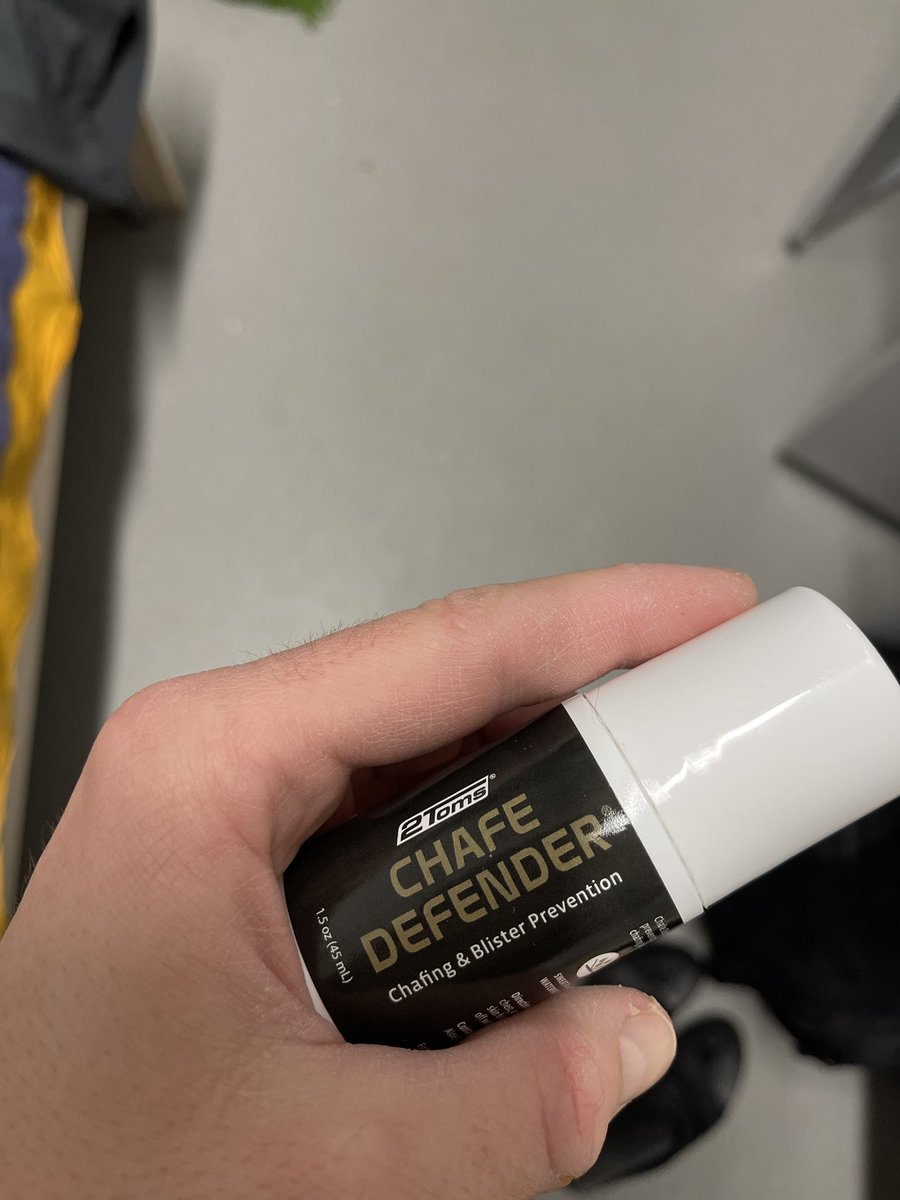 2Toms®
CHAFE
DEFENDER®
Chafing & Blister Prevention
1.5 oz (45 mL)